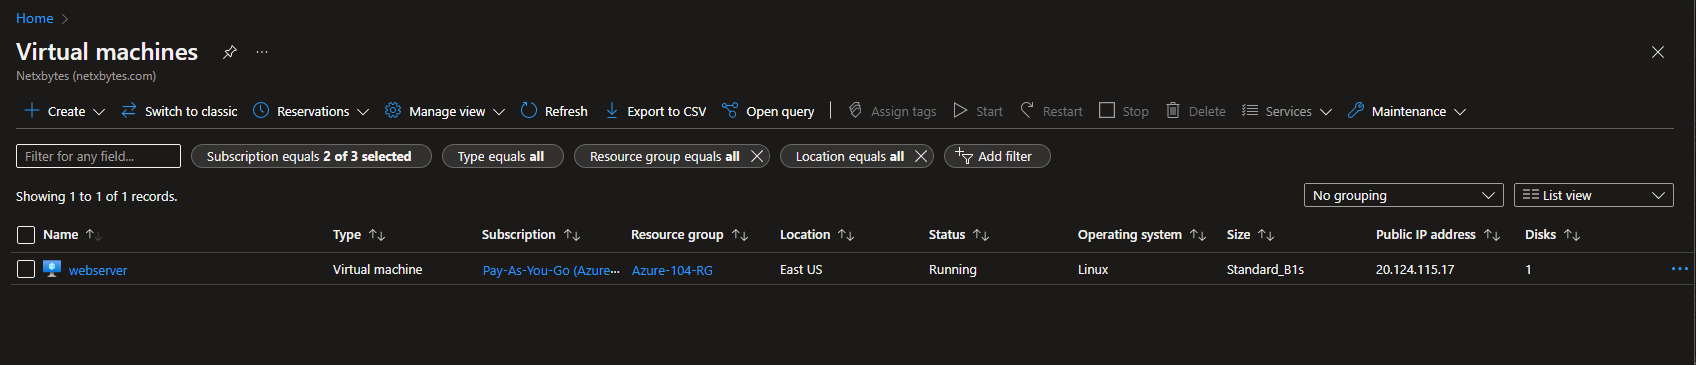 Home
Virtual machines
Netxbytes (netxbytes.com)
Create Switch to classic Reservations Manage view Refresh Export to CSV Open query Assign tags Start Restart Stop Delete Services Maintenance
Filter for any field... Subscription equals 2 of 3 selected Type equals all Resource group equals all Location equals all Add filter
Showing 1 to 1 of 1 records. No grouping List view
Name Type Subscription Resource group Location Status Operating system Size Public IP address Disks
webserver Virtual machine Pay-As-You-Go (Azure... Azure-104-RG East US Running Linux Standard_B1s 20.124.115.17 1